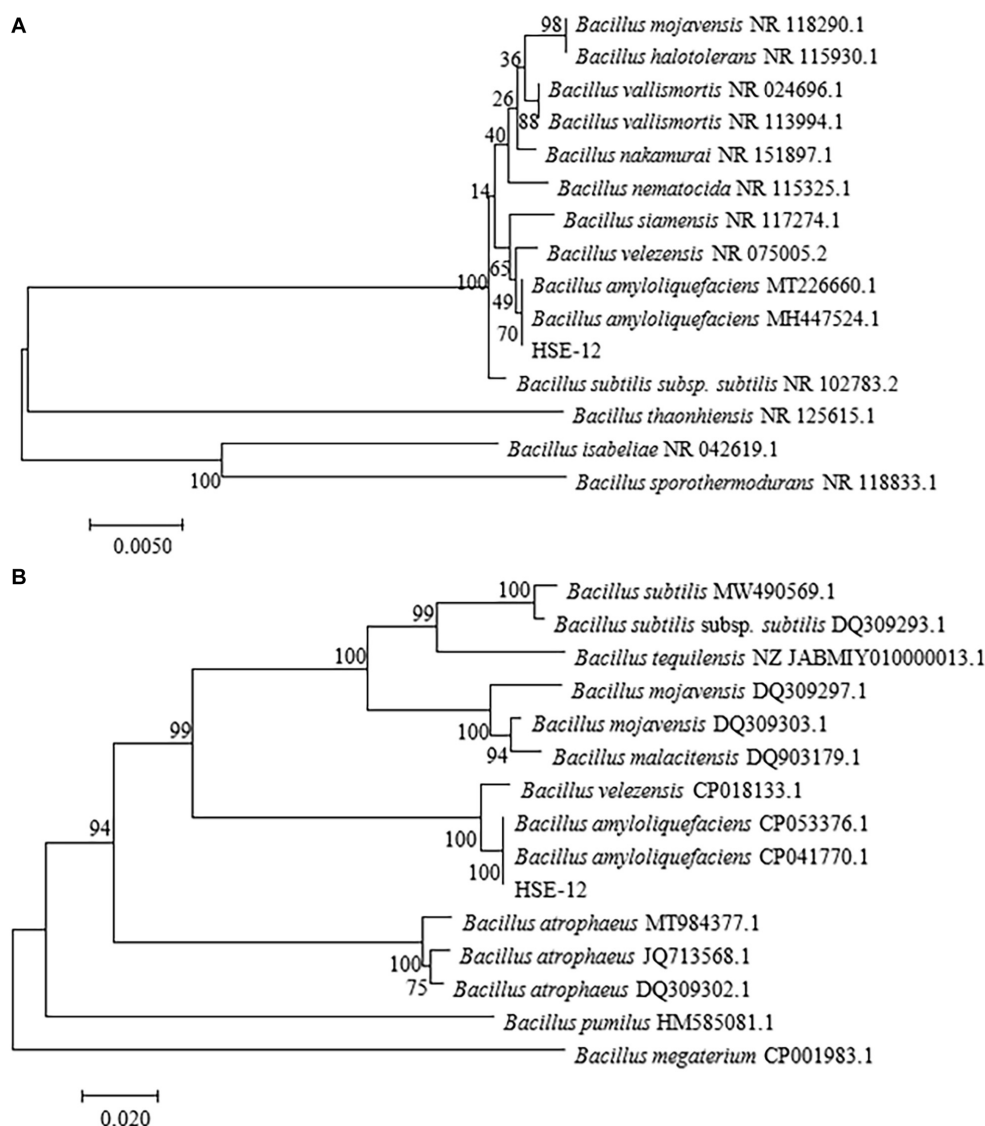 A
98 Bacillus mojavensis NR 118290.1
Bacillus halotolerans NR 115930.1
36
Bacillus vallismortis NR 024696.1
26
88 Bacillus vallismortis NR 113994.1
40
Bacillus nakamurai NR 151897.1
Bacillus nematocida NR 115325.1
14
Bacillus siamensis NR 117274.1
Bacillus velezensis NR 075005.2
65
100
Bacillus amyloliquefaciens MT226660.1
49
Bacillus amyloliquefaciens MH447524.1
70
HSE-12
Bacillus subtilis subsp. subtilis NR 102783.2
Bacillus thaonhiensis NR 125615.1
Bacillus isabeliae NR 042619.1
100
Bacillus sporothermodurans NR 118833.1
0.0050
B
100 Bacillus subtilis MW490569.1
99
Bacillus subtilis subsp. subtilis DQ309293.1
100
Bacillus tequilensis NZ JABMIY010000013.1
Bacillus mojavensis DQ309297.1
99
100
Bacillus mojavensis DQ309303.1
94
Bacillus malacitensis DQ903179.1
Bacillus velezensis CP018133.1
94
Bacillus amyloliquefaciens CP053376.1
100
Bacillus amyloliquefaciens CP041770.1
100
HSE-12
Bacillus atrophaeus MT984377.1
Bacillus atrophaeus JQ713568.1
100
75
Bacillus atrophaeus DQ309302.1
Bacillus pumilus HM585081.1
Bacillus megaterium CP001983.1
0.020